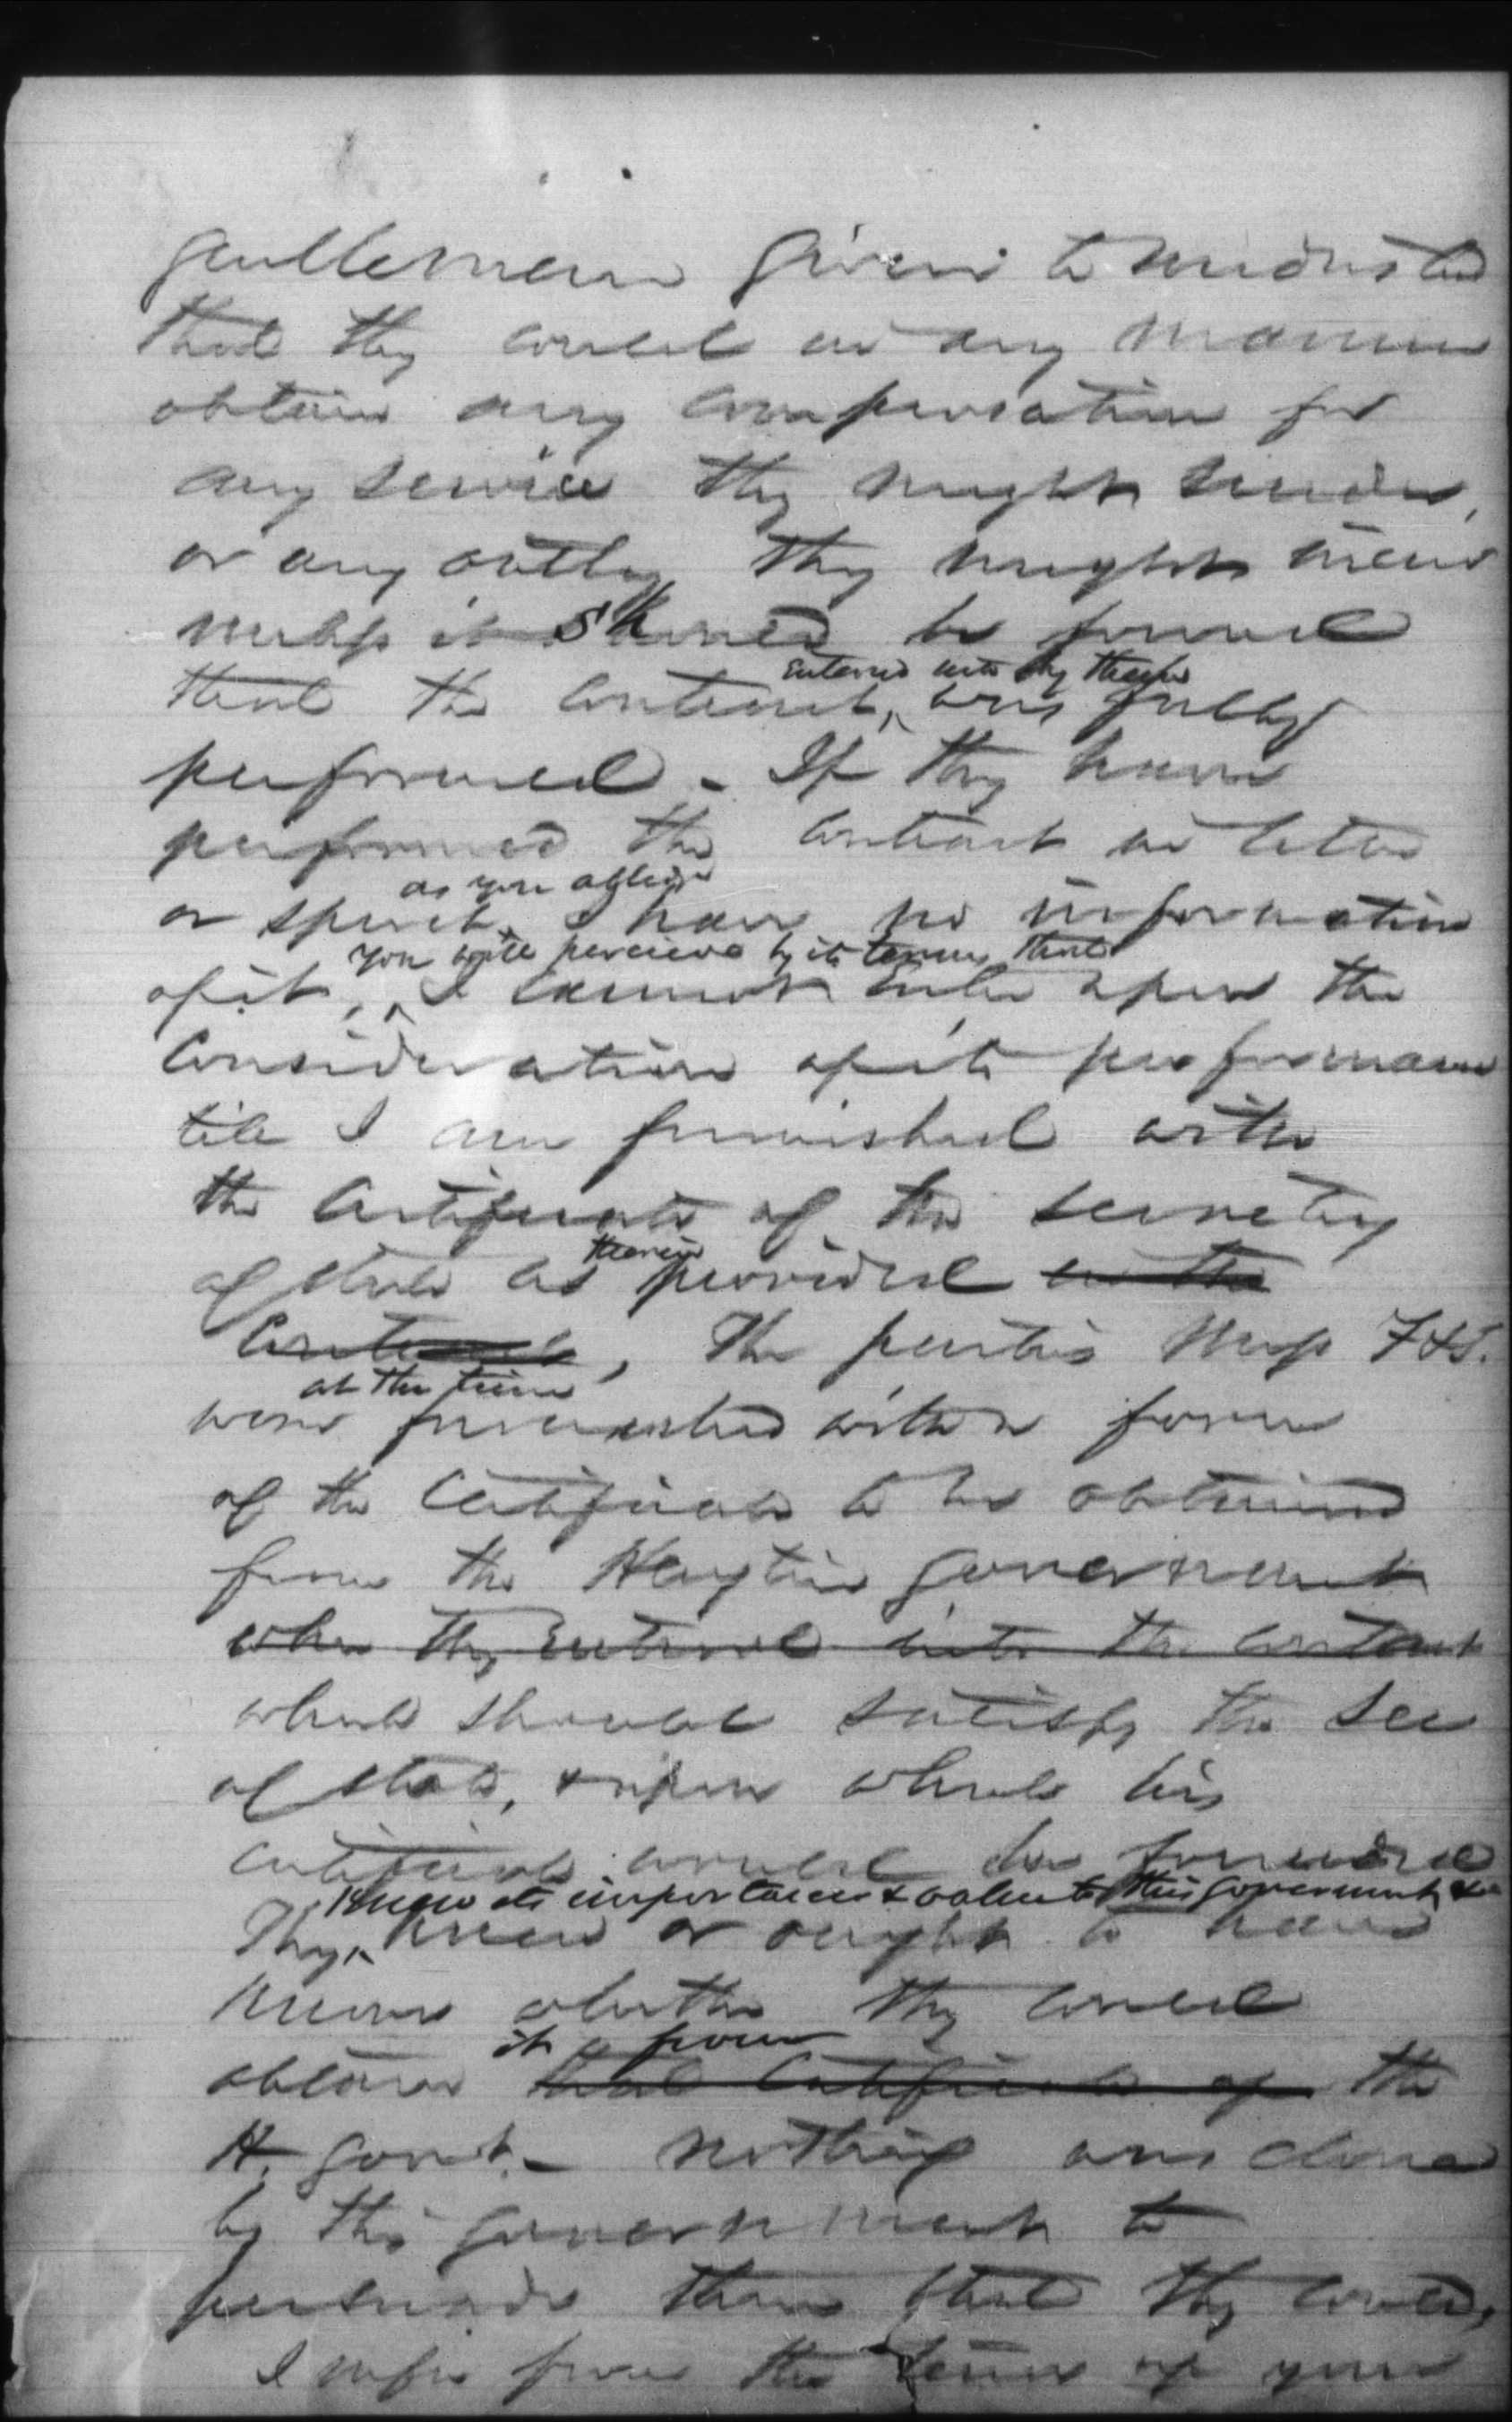 gentlemen given to understand
that they could in any manner
obtain any compensation for
any service they might render,
or any outlay they might incur
unless it should be found
entered into by them
that the contract, was fully
performed - If they have
performed the contract in letter
as you allege
or spirit, I have no information
you will percieve by its terms that
of it, I cannot enter upon the
consideration of its performance
till I am furnished with
the certificate of the secretary
therein
of state as provided in the
contract, The parties Mess F & J.
at the time
were furnished with a form
of the certificate to be obtained
from the Haytien government
when they entered into the contract
which should satisfy the Sec
of state, & upon which his
certificate would be founded
knew its importance & value to this government &
They, knew or ought to have
known whether they could
it from
obtain that certificate of the
H. govt. - nothing was done
by this government to
persuade them that they could,
I infer from the tenor of your